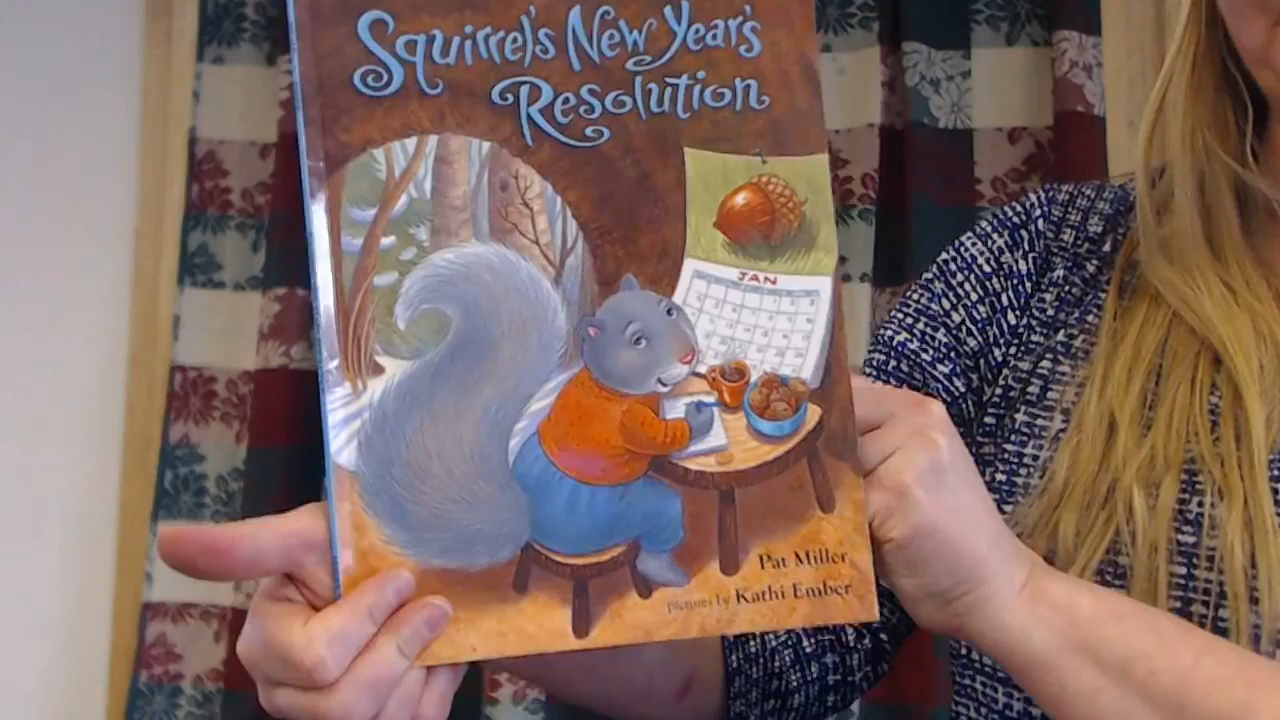 Squirrel's New Year's
Resolution
JAN
Pat Miller
pictures by Kathi Ember